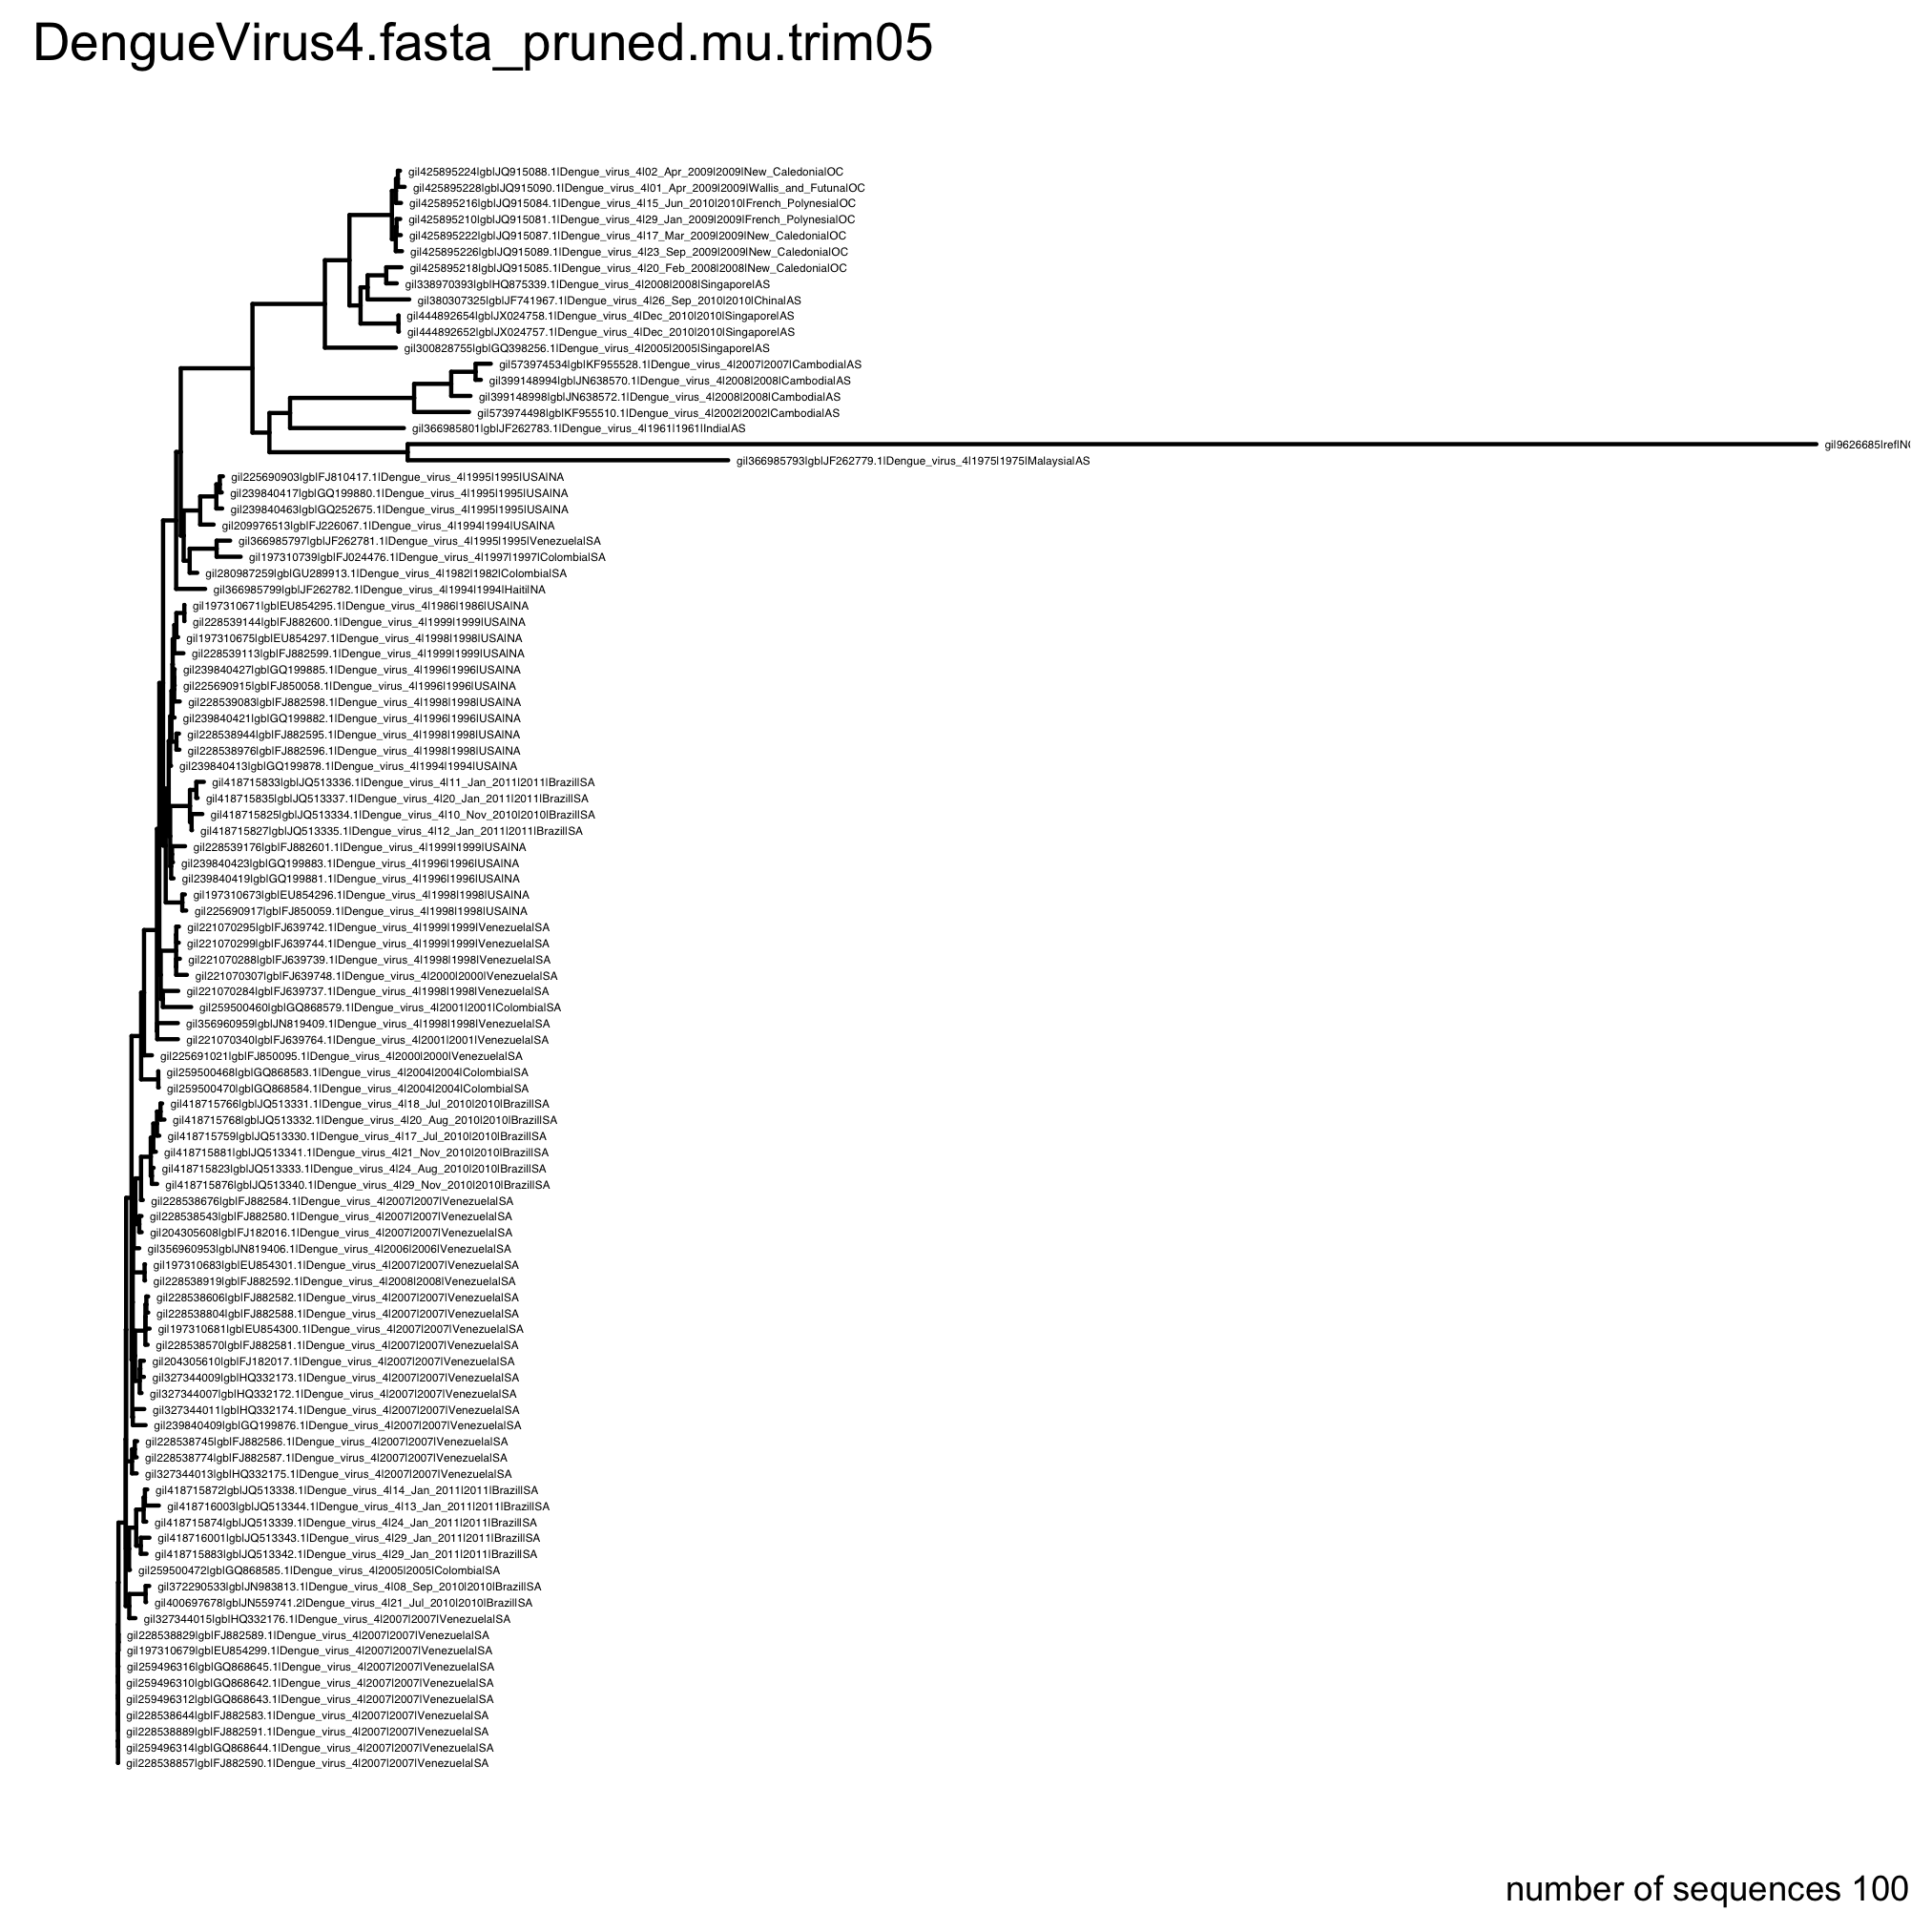 DengueVirus4.fasta_pruned.mu.trim05
gi|425895224|gb|JQ915088.1|Dengue_virus_4|02_Apr_2009|2009|New_Caledonia|OC
gi|425895228|gb|JQ915090.1|Dengue_virus_4|01_Apr_2009|2009|Wallis_and_Futuna|OC
gi|425895216|gb|JQ915084.1|Dengue_virus_4|15_Jun_2010|2010|French_Polynesia|OC
gi|425895210|gb|JQ915081.1|Dengue_virus_4|29_Jan_2009|2009|French_Polynesia|OC
gi|425895222|gb|JQ915087.1|Dengue_virus_4|17_Mar_2009|2009|New_Caledonia|OC
gi|425895226|gb|JQ915089.1|Dengue_virus_4|23_Sep_2009|2009|New_Caledonia|OC
gi|425895218|gb|JQ915085.1|Dengue_virus_4|20_Feb_2008|2008|New_Caledonia|OC
gi|338970393|gb|HQ875339.1|Dengue_virus_4|2008|2008|Singapore|AS
gi|380307325|gb|JF741967.1|Dengue_virus_4|26_Sep_2010|2010|China|AS
gi|444892654|gb|JX024758.1|Dengue_virus_4|Dec_2010|2010|Singapore|AS
gi|444892652|gb|JX024757.1|Dengue_virus_4|Dec_2010|2010|Singapore|AS
gi|300828755|gb|GQ398256.1|Dengue_virus_4|2005|2005|Singapore|AS
gi|573974534|gb|KF955528.1|Dengue_virus_4|2007|2007|Cambodia|AS
gi|399148994|gb|JN638570.1|Dengue_virus_4|2008|2008|Cambodia|AS
gi|399148998|gb|JN638572.1|Dengue_virus_4|2008|2008|Cambodia|AS
gi|573974498|gb|KF955510.1|Dengue_virus_4|2002|2002|Cambodia|AS
gi|366985801|gb|JF262783.1|Dengue_virus_4|1961|1961|India|AS
gi|9626685|ref|N
gi|366985793|gb|JF262779.1|Dengue_virus_4|1975|1975|Malaysia|AS
gi|225690903|gb|FJ810417.1|Dengue_virus_4|1995|1995|USA|NA
gi|239840417|gb|GQ199880.1|Dengue_virus_4|1995|1995|USA|NA
gi|239840463|gb|GQ252675.1|Dengue_virus_4|1995|1995|USA|NA
gi|209976513|gb|FJ226067.1|Dengue_virus_4|1994|1994|USA|NA
gi|366985797|gb|JF262781.1|Dengue_virus_4|1995|1995|Venezuela|SA
gi|197310739|gb|FJ024476.1|Dengue_virus_4|1997|1997|Colombia|SA
gi|280987259|gb|GU289913.1|Dengue_virus_4|1982|1982|Colombia|SA
gi|366985799|gb|JF262782.1|Dengue_virus_4|1994|1994|Haiti|NA
gi|197310671|gb|EU854295.1|Dengue_virus_4|1986|1986|USA|NA
gi|228539144|gb|FJ882600.1|Dengue_virus_4|1999|1999|USA|NA
gi|197310675|gb|EU854297.1|Dengue_virus_4|1998|1998|USA|NA
gi|228539113|gb|FJ882599.1|Dengue_virus_4|1999|1999|USA|NA
gi|239840427|gb|GQ199885.1|Dengue_virus_4|1996|1996|USA|NA
gi|225690915|gb|FJ850058.1|Dengue_virus_4|1996|1996|USA|NA
gi|228539083|gb|FJ882598.1|Dengue_virus_4|1998|1998|USA|NA
gi|239840421|gb|GQ199882.1|Dengue_virus_4|1996|1996|USA|NA
gi|228538944|gb|FJ882595.1|Dengue_virus_4|1998|1998|USA|NA
gi|228538976|gb|FJ882596.1|Dengue_virus_4|1998|1998|USA|NA
gi|239840413|gb|GQ199878.1|Dengue_virus_4|1994|1994|USA|NA
gi|418715833|gb|JQ513336.1|Dengue_virus_4|11_Jan_2011|2011|Brazil|SA
gi|418715835|gb|JQ513337.1|Dengue_virus_4|20_Jan_2011|2011|Brazil|SA
gi|418715825|gb|JQ513334.1|Dengue_virus_4|10_Nov_2010|2010|Brazil|SA
gi|418715827|gb|JQ513335.1|Dengue_virus_4|12_Jan_2011|2011|Brazil|SA
gi|228539176|gb|FJ882601.1|Dengue_virus_4|1999|1999|USA|NA
gi|239840423|gb|GQ199883.1|Dengue_virus_4|1996|1996|USA|NA
gi|239840419|gb|GQ199881.1|Dengue_virus_4|1996|1996|USA|NA
gi|197310673|gb|EU854296.1|Dengue_virus_4|1998|1998|USA|NA
gi|225690917|gb|FJ850059.1|Dengue_virus_4|1998|1998|USA|NA
gi|221070295|gb|FJ639742.1|Dengue_virus_4|1999|1999|Venezuela|SA
gi|221070299|gb|FJ639744.1|Dengue_virus_4|1999|1999|Venezuela|SA
gi|221070288|gb|FJ639739.1|Dengue_virus_4|1998|1998|Venezuela|SA
gi|221070307|gb|FJ639748.1|Dengue_virus_4|2000|2000|Venezuela|SA
gi|221070284|gb|FJ639737.1|Dengue_virus_4|1998|1998|Venezuela|SA
gi|259500460|gb|GQ868579.1|Dengue_virus_4|2001|2001|Colombia|SA
gi|356960959|gb|JN819409.1|Dengue_virus_4|1998|1998|Venezuela|SA
gi|221070340|gb|FJ639764.1|Dengue_virus_4|2001|2001|Venezuela|SA
gi|225691021|gb|FJ850095.1|Dengue_virus_4|2000|2000|Venezuela|SA
gi|259500468|gb|GQ868583.1|Dengue_virus_4|2004|2004|Colombia|SA
gi|259500470|gb|GQ868584.1|Dengue_virus_4|2004|2004|Colombia|SA
gi|418715766|gb|JQ513331.1|Dengue_virus_4|18_Jul_2010|2010|Brazil|SA
gi|418715768|gb|JQ513332.1|Dengue_virus_4|20_Aug_2010|2010|Brazil|SA
gi|418715759|gb|JQ513330.1|Dengue_virus_4|17_Jul_2010|2010|Brazil|SA
gi|418715881|gb|JQ513341.1|Dengue_virus_4|21_Nov_2010|2010|Brazil|SA
gi|418715823|gb|JQ513333.1|Dengue_virus_4|24_Aug_2010|2010|Brazil|SA
gi|418715876|gb|JQ513340.1|Dengue_virus_4|29_Nov_2010|2010|Brazil|SA
gi|228538676|gb|FJ882584.1|Dengue_virus_4|2007|2007|Venezuela|SA
gi|228538543|gb|FJ882580.1|Dengue_virus_4|2007|2007|Venezuela|SA
gi|204305608|gb|FJ182016.1|Dengue_virus_4|2007|2007|Venezuela|SA
gi|356960953|gb|JN819406.1|Dengue_virus_4|2006|2006|Venezuela|SA
gi|197310683|gb|EU854301.1|Dengue_virus_4|2007|2007|Venezuela|SA
gi|228538919|gb|FJ882592.1|Dengue_virus_4|2008|2008|Venezuela|SA
gi|228538606|gb|FJ882582.1|Dengue_virus_4|2007|2007|Venezuela|SA
gi|228538804|gb|FJ882588.1|Dengue_virus_4|2007|2007|Venezuela|SA
gi|197310681|gb|EU854300.1|Dengue_virus_4|2007|2007|Venezuela|SA
gi|228538570|gb|FJ882581.1|Dengue_virus_4|2007|2007|Venezuela|SA
gi|204305610|gb|FJ182017.1|Dengue_virus_4|2007|2007|Venezuela|SA
gi|327344009|gb|HQ332173.1|Dengue_virus_4|2007|2007|Venezuela|SA
gi|327344007|gb|HQ332172.1|Dengue_virus_4|2007|2007|Venezuela|SA
gi|327344011|gb|HQ332174.1|Dengue_virus_4|2007|2007|Venezuela|SA
gi|239840409|gb|GQ199876.1|Dengue_virus_4|2007|2007|Venezuela|SA
gi|228538745|gb|FJ882586.1|Dengue_virus_4|2007|2007|Venezuela|SA
gi|228538774|gb|FJ882587.1|Dengue_virus_4|2007|2007|Venezuela|SA
gi|327344013|gb|HQ332175.1|Dengue_virus_4|2007|2007|Venezuela|SA
gi|418715872|gb|JQ513338.1|Dengue_virus_4|14_Jan_2011|2011|Brazil|SA
gi|418716003|gb|JQ513344.1|Dengue_virus_4|13_Jan_2011|2011|Brazil|SA
gi|418715874|gb|JQ513339.1|Dengue_virus_4|24_Jan_2011|2011|Brazil|SA
gi|418716001|gb|JQ513343.1|Dengue_virus_4|29_Jan_2011|2011|Brazil|SA
gi|418715883|gb|JQ513342.1|Dengue_virus_4|29_Jan_2011|2011|Brazil|SA
gi|259500472|gb|GQ868585.1|Dengue_virus_4|2005|2005|Colombia|SA
gi|372290533|gb|JN983813.1|Dengue_virus_4|08_Sep_2010|2010|Brazil|SA
gi|400697678|gb|JN559741.2|Dengue_virus_4|21_Jul_2010|2010|Brazil|SA
gi|327344015|gb|HQ332176.1|Dengue_virus_4|2007|2007|Venezuela|SA
gi|228538829|gb|FJ882589.1|Dengue_virus_4|2007|2007|Venezuela|SA
gi|197310679|gb|EU854299.1|Dengue_virus_4|2007|2007|Venezuela|SA
gi|259496316|gb|GQ868645.1|Dengue_virus_4|2007|2007|Venezuela|SA
gi|259496310|gb|GQ868642.1|Dengue_virus_4|2007|2007|Venezuela|SA
gi|259496312|gb|GQ868643.1|Dengue_virus_4|2007|2007|Venezuela|SA
gi|228538644|gb|FJ882583.1|Dengue_virus_4|2007|2007|Venezuela|SA
gi|228538889|gb|FJ882591.1|Dengue_virus_4|2007|2007|Venezuela|SA
gi|259496314|gb|GQ868644.1|Dengue_virus_4|2007|2007|Venezuela|SA
gi|228538857|gb|FJ882590.1|Dengue_virus_4|2007|2007|Venezuela|SA
number of sequences 100